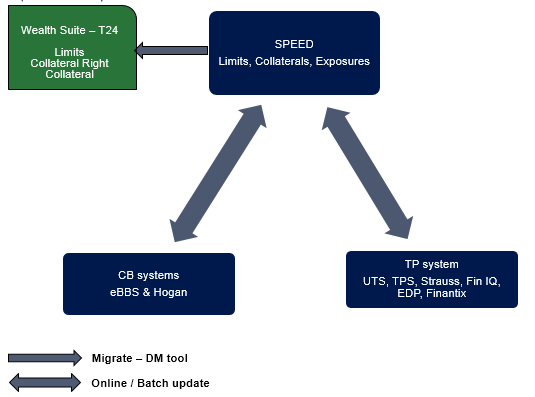 Wealth Suite – T24
Limits
Collateral Right
Collateral
SPEED
Limits, Collaterals, Exposures
CB systems
eBBS & Hogan
TP system
UTS, TPS, Strauss, Fin IQ,
EDP, Finantix
Migrate – DM tool
Online / Batch update